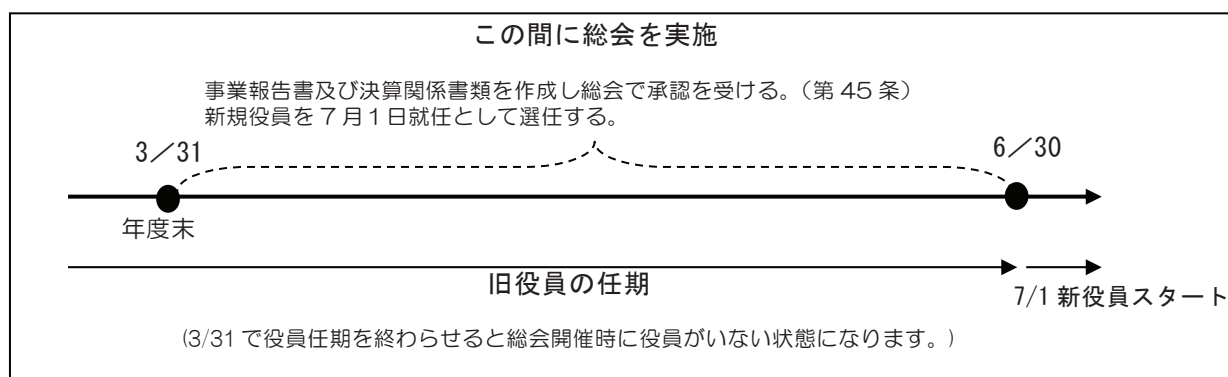 この間に総会を実施
事業報告書及び決算関係書類を作成し総会で承認を受ける。（第 45 条）
新規役員を 7 月 1 日就任として選任する。
3／31
6／30
年度末
旧役員の任期
7/1 新役員スタート
(3/31 で役員任期を終わらせると総会開催時に役員がいない状態になります。)